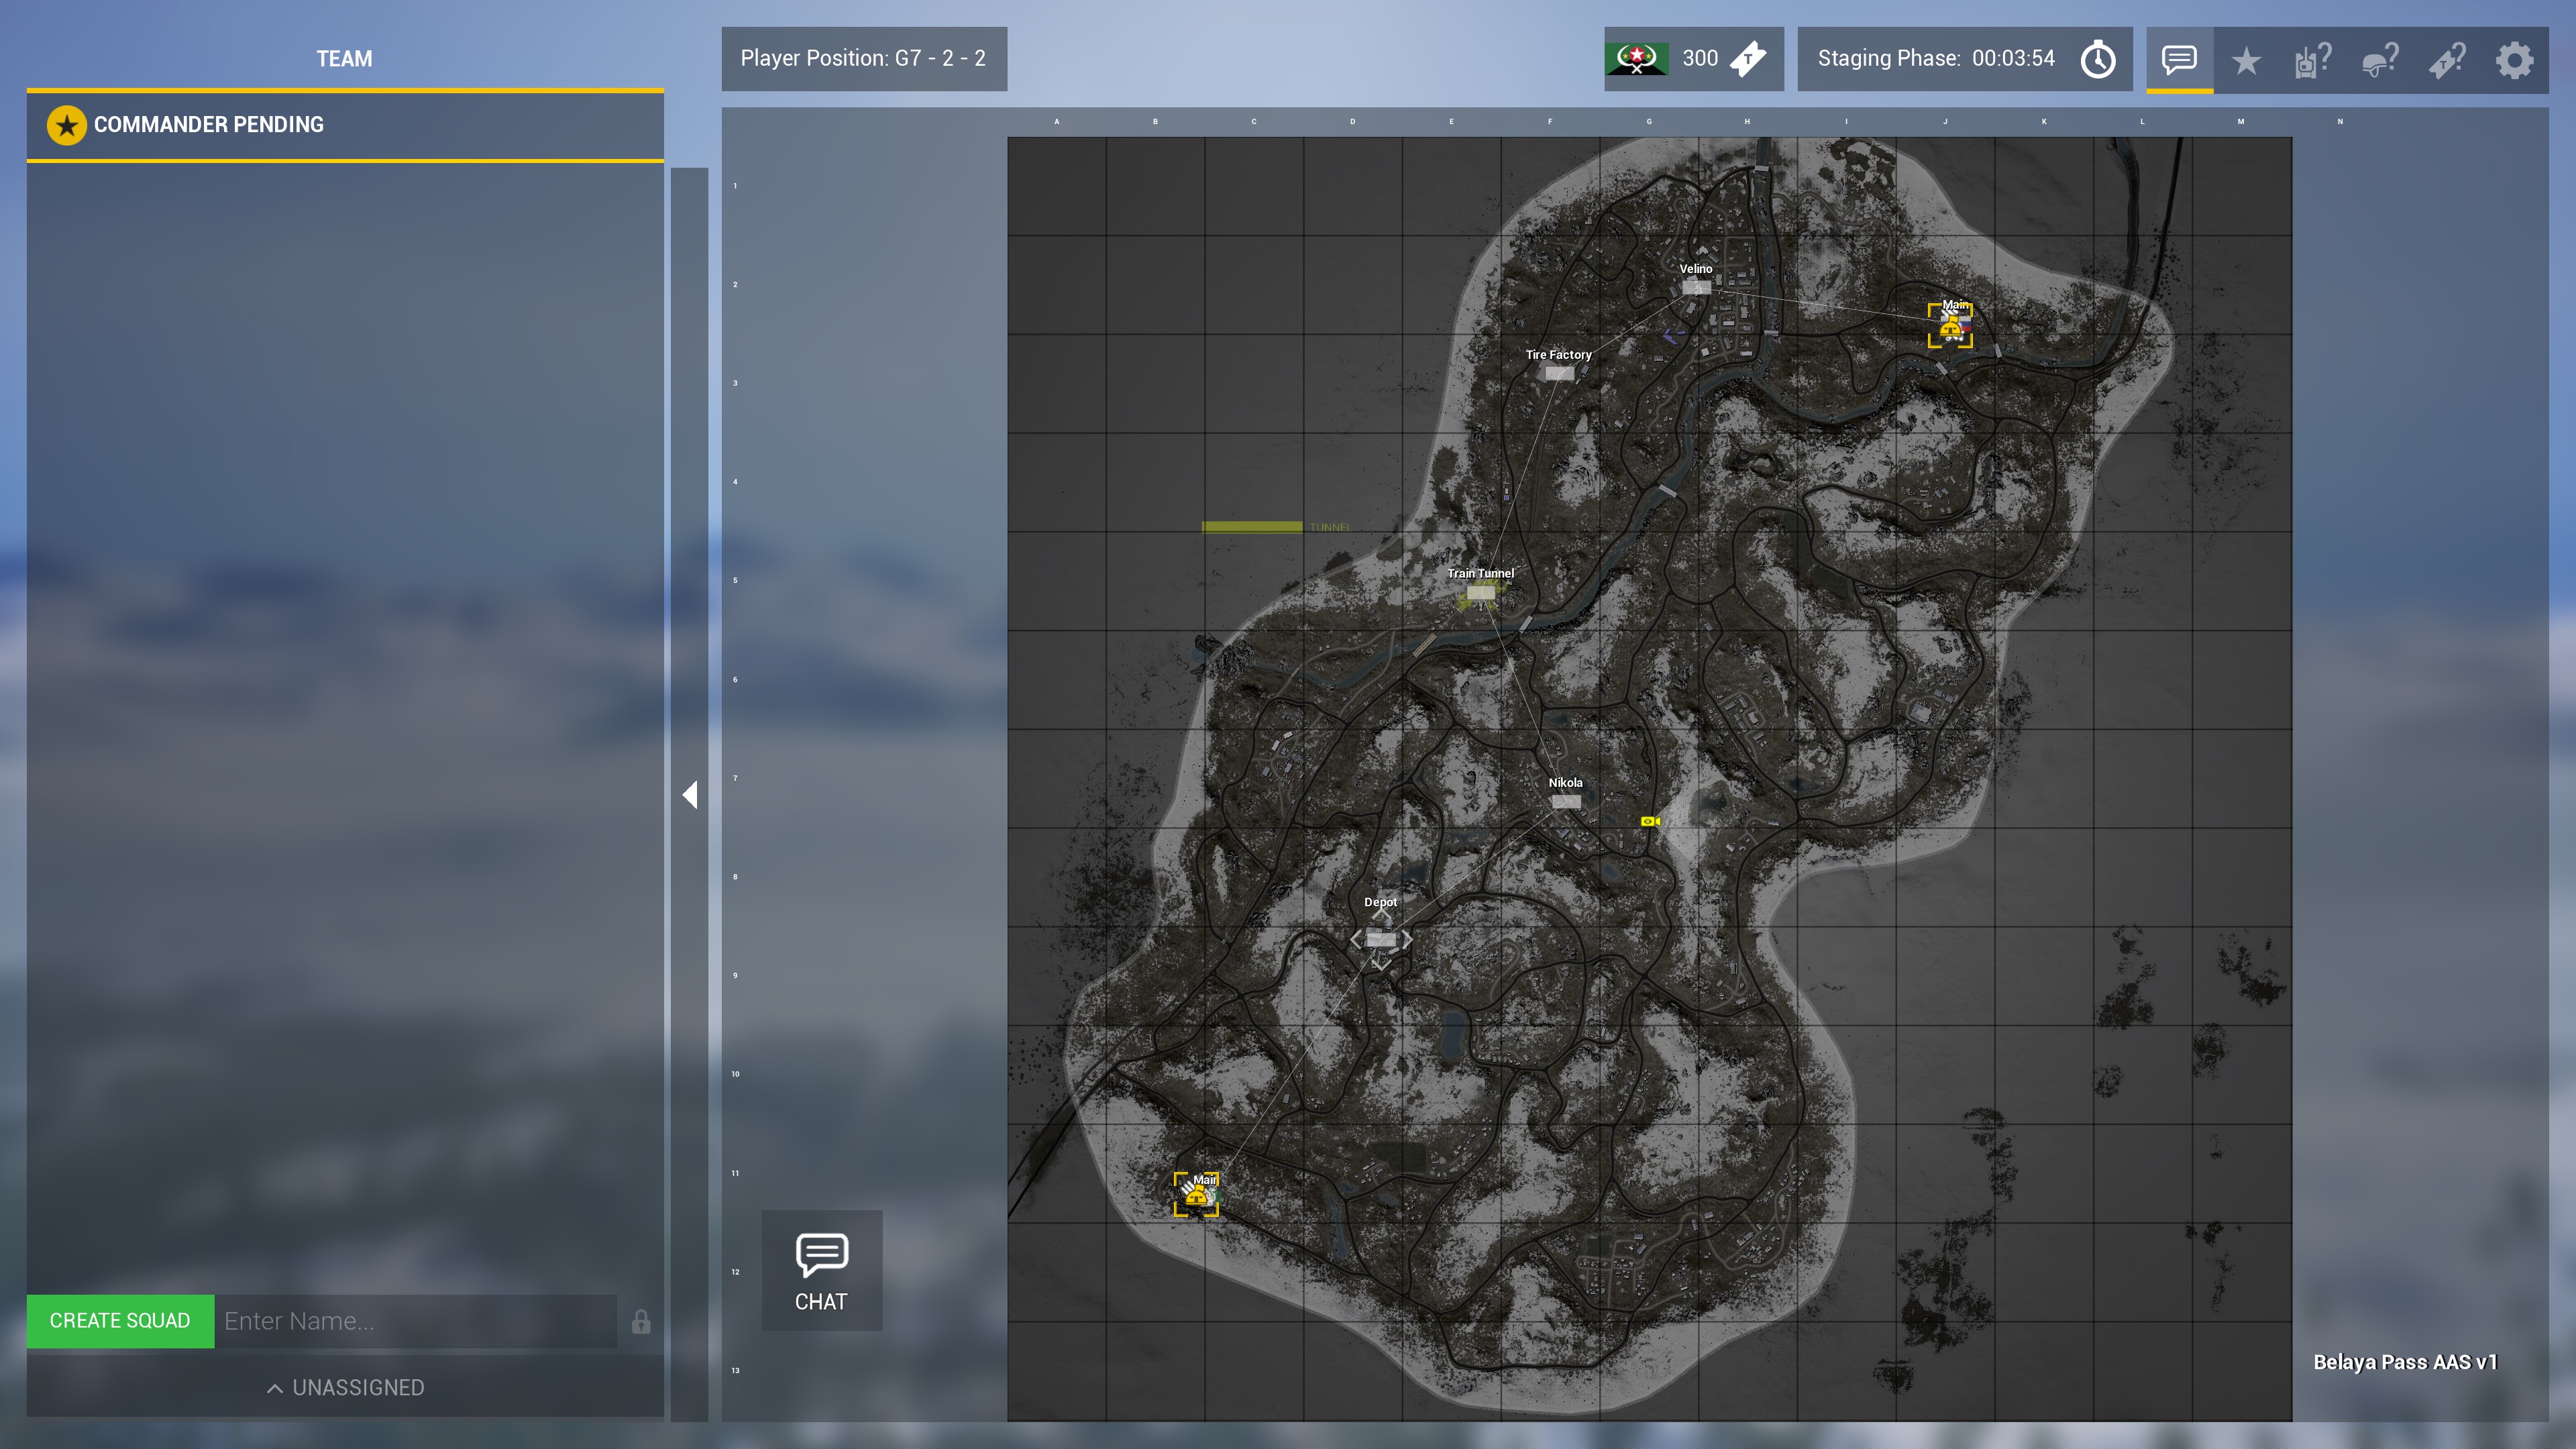 TEAM
Player Position: G7 - 2 - 2
300
T
Staging Phase: 00:03:54
? ? T?
COMMANDER PENDING
A B C D E F G H I J K L M N
1
2
3
4
5
6
7
8
9
10
11
12
13
Velino
Main
Tire Factory
TUNNEL
Train Tunnel
Nikola
Depot
Main
CHAT
CREATE SQUAD
Enter Name...
UNASSIGNED
Belaya Pass AAS v1